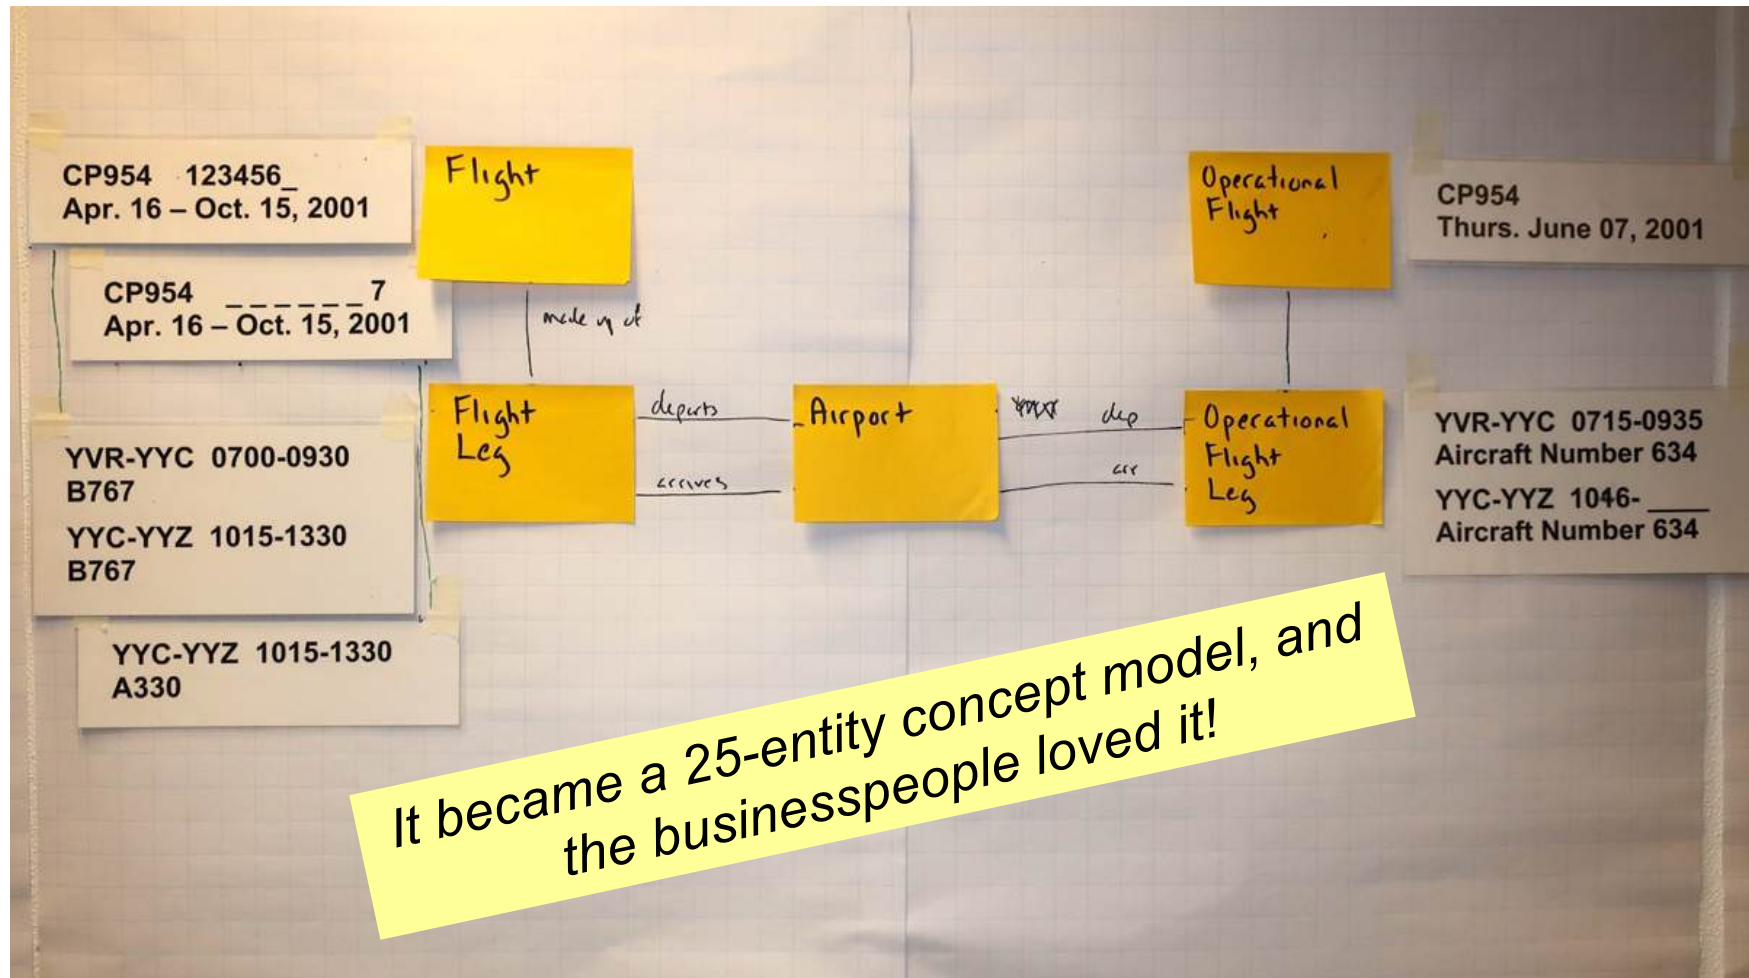 CP954 123456_
Apr. 16 – Oct. 15, 2001
Flight
CP954 _ _ _ _ _ _ 7
Apr. 16 – Oct. 15, 2001
made up of
Flight
Leg
YVR-YYC 0700-0930
B767
YYC-YYZ 1015-1330
B767
YYC-YYZ 1015-1330
A330
departs
arrives
Airport
dep
arr
Operational
Flight
CP954
Thurs. June 07, 2001
Operational
Flight
Leg
YVR-YYC 0715-0935
Aircraft Number 634
YYC-YYZ 1046- ____
Aircraft Number 634
It became a 25-entity concept model, and
the businesspeople loved it!